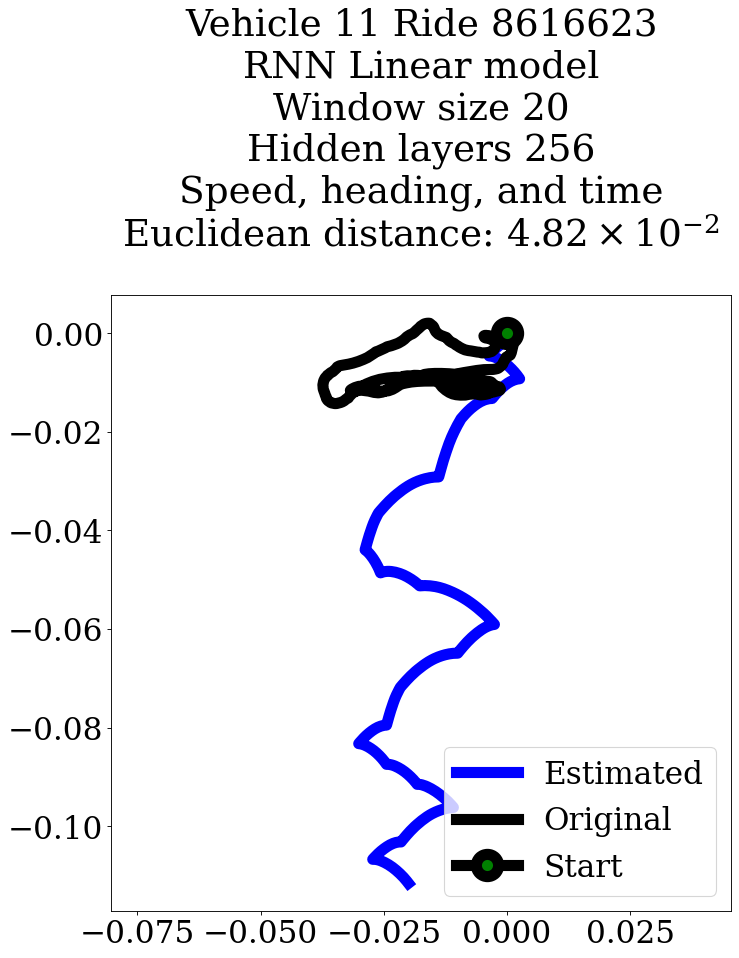 Vehicle 11 Ride 8616623
RNN Linear model
Window size 20
Hidden layers 256
Speed, heading, and time
Euclidean distance: 4.82 × 10⁻²
0.00
−0.02
−0.04
−0.06
−0.08
−0.10
Estimated
Original
Start
−0.075 −0.050 −0.025 0.000 0.025